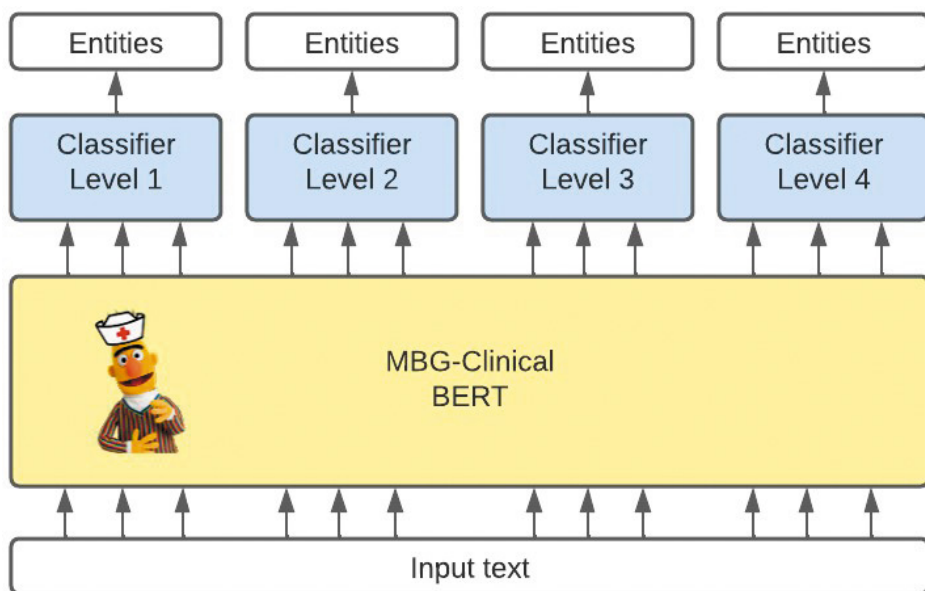 Entities
Entities
Entities
Entities
Classifier
Level 1
Classifier
Level 2
Classifier
Level 3
Classifier
Level 4
MBG-Clinical
BERT
Input text